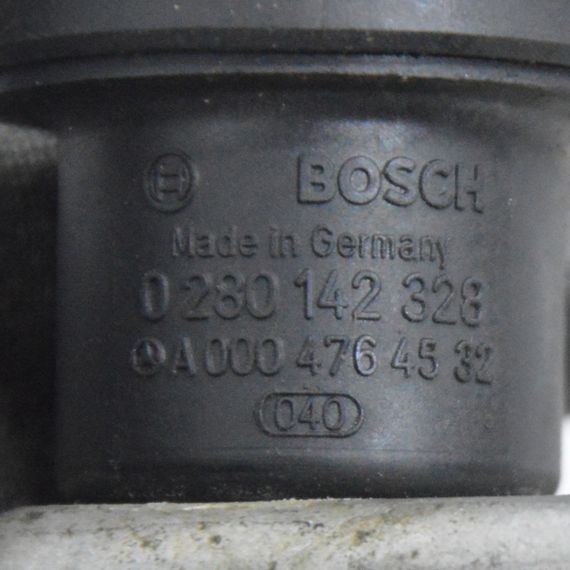 BOSCH
Made in Germany
0 280 142 328
A 000 476 45 32
040